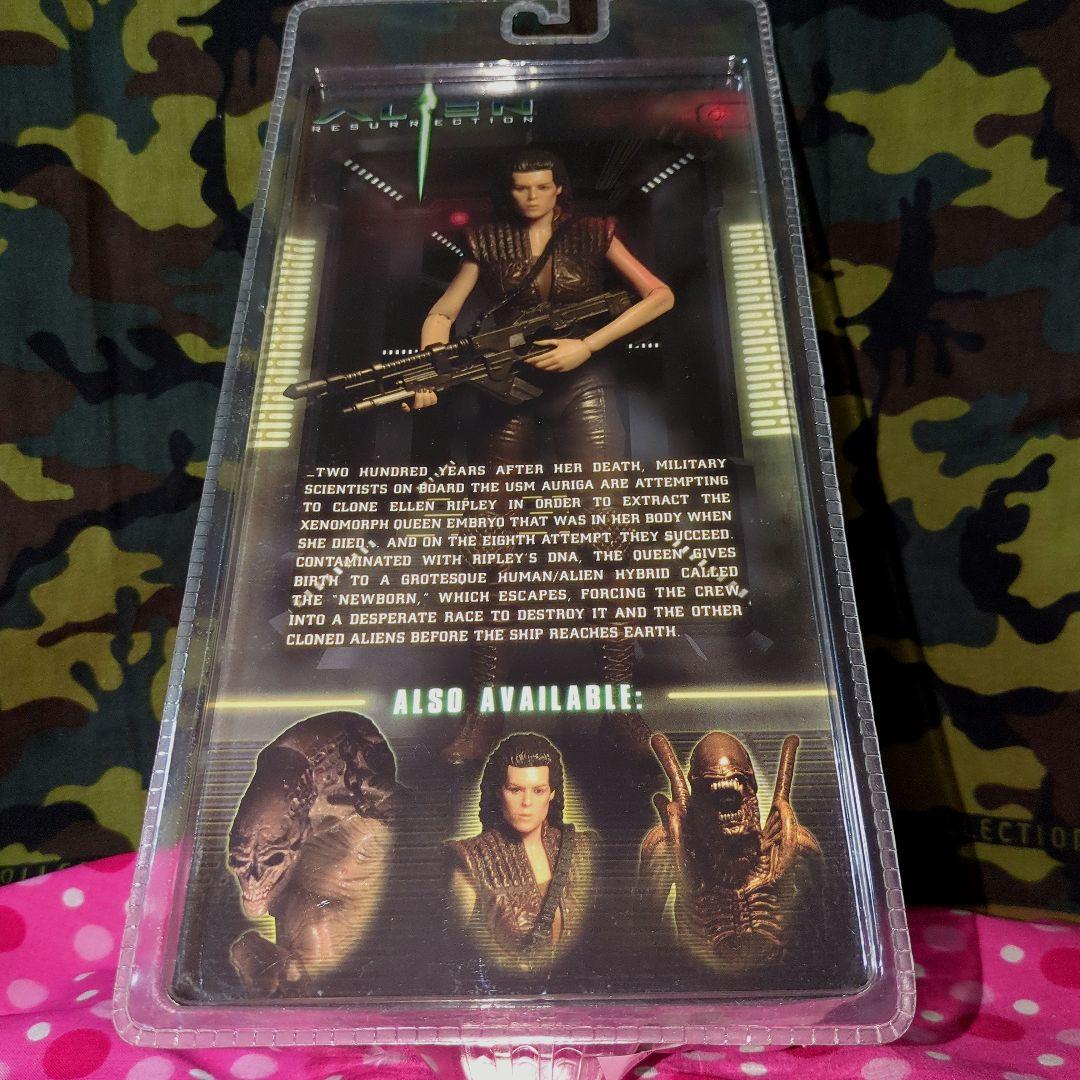 ALIEN
RESURRECTION
TWO HUNDRED YEARS AFTER HER DEATH, MILITARY
SCIENTISTS ON BOARD THE USM AURIGA ARE ATTEMPTING
TO CLONE ELLEN RIPLEY IN ORDER TO EXTRACT THE
XENOMORPH QUEEN EMBRYO THAT WAS IN HER BODY WHEN
SHE DIED... AND ON THE EIGHTH ATTEMPT, THEY SUCCEED.
CONTAMINATED WITH RIPLEY'S DNA, THE QUEEN GIVES
BIRTH TO A GROTESQUE HUMAN/ALIEN HYBRID CALLED
THE "NEWBORN," WHICH ESCAPES, FORCING THE CREW
INTO A DESPERATE RACE TO DESTROY IT AND THE OTHER
CLONED ALIENS BEFORE THE SHIP REACHES EARTH.
ALSO AVAILABLE:
LECTION